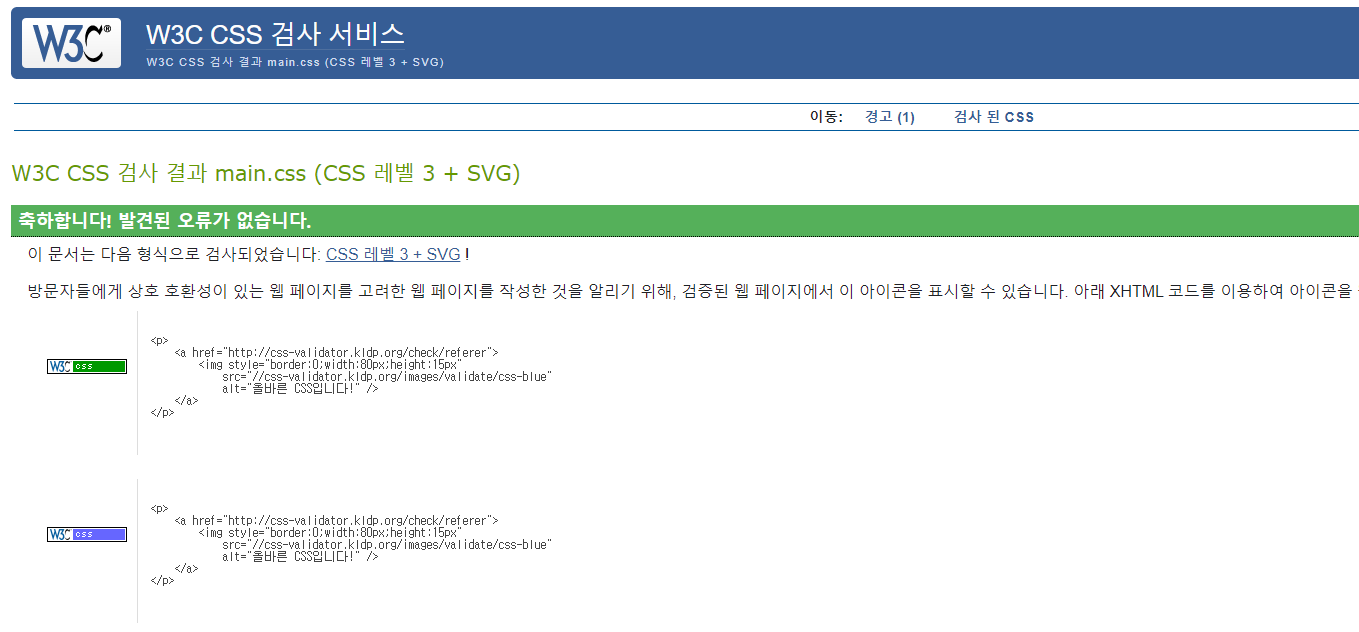 W3C® W3C CSS 검사 서비스
W3C CSS 검사 결과 main.css (CSS 레벨 3 + SVG)
이동: 경고 (1) 검사 된 CSS
W3C CSS 검사 결과 main.css (CSS 레벨 3 + SVG)
축하합니다! 발견된 오류가 없습니다.
이 문서는 다음 형식으로 검사되었습니다: CSS 레벨 3 + SVG !
방문자들에게 상호 호환성이 있는 웹 페이지를 고려한 웹 페이지를 작성한 것을 알리기 위해, 검증된 웹 페이지에서 이 아이콘을 표시할 수 있습니다. 아래 XHTML 코드를 이용하여 아이콘을
W3C css
<p>
<a href="http://css-validator.kldp.org/check/referer">
<img style="border:0;width:80px;height:15px"
src="//css-validator.kldp.org/images/validate/css-blue"
alt="올바른 CSS입니다!" />
</a>
</p>
W3C css
<p>
<a href="http://css-validator.kldp.org/check/referer">
<img style="border:0;width:80px;height:15px"
src="//css-validator.kldp.org/images/validate/css-blue"
alt="올바른 CSS입니다!" />
</a>
</p>